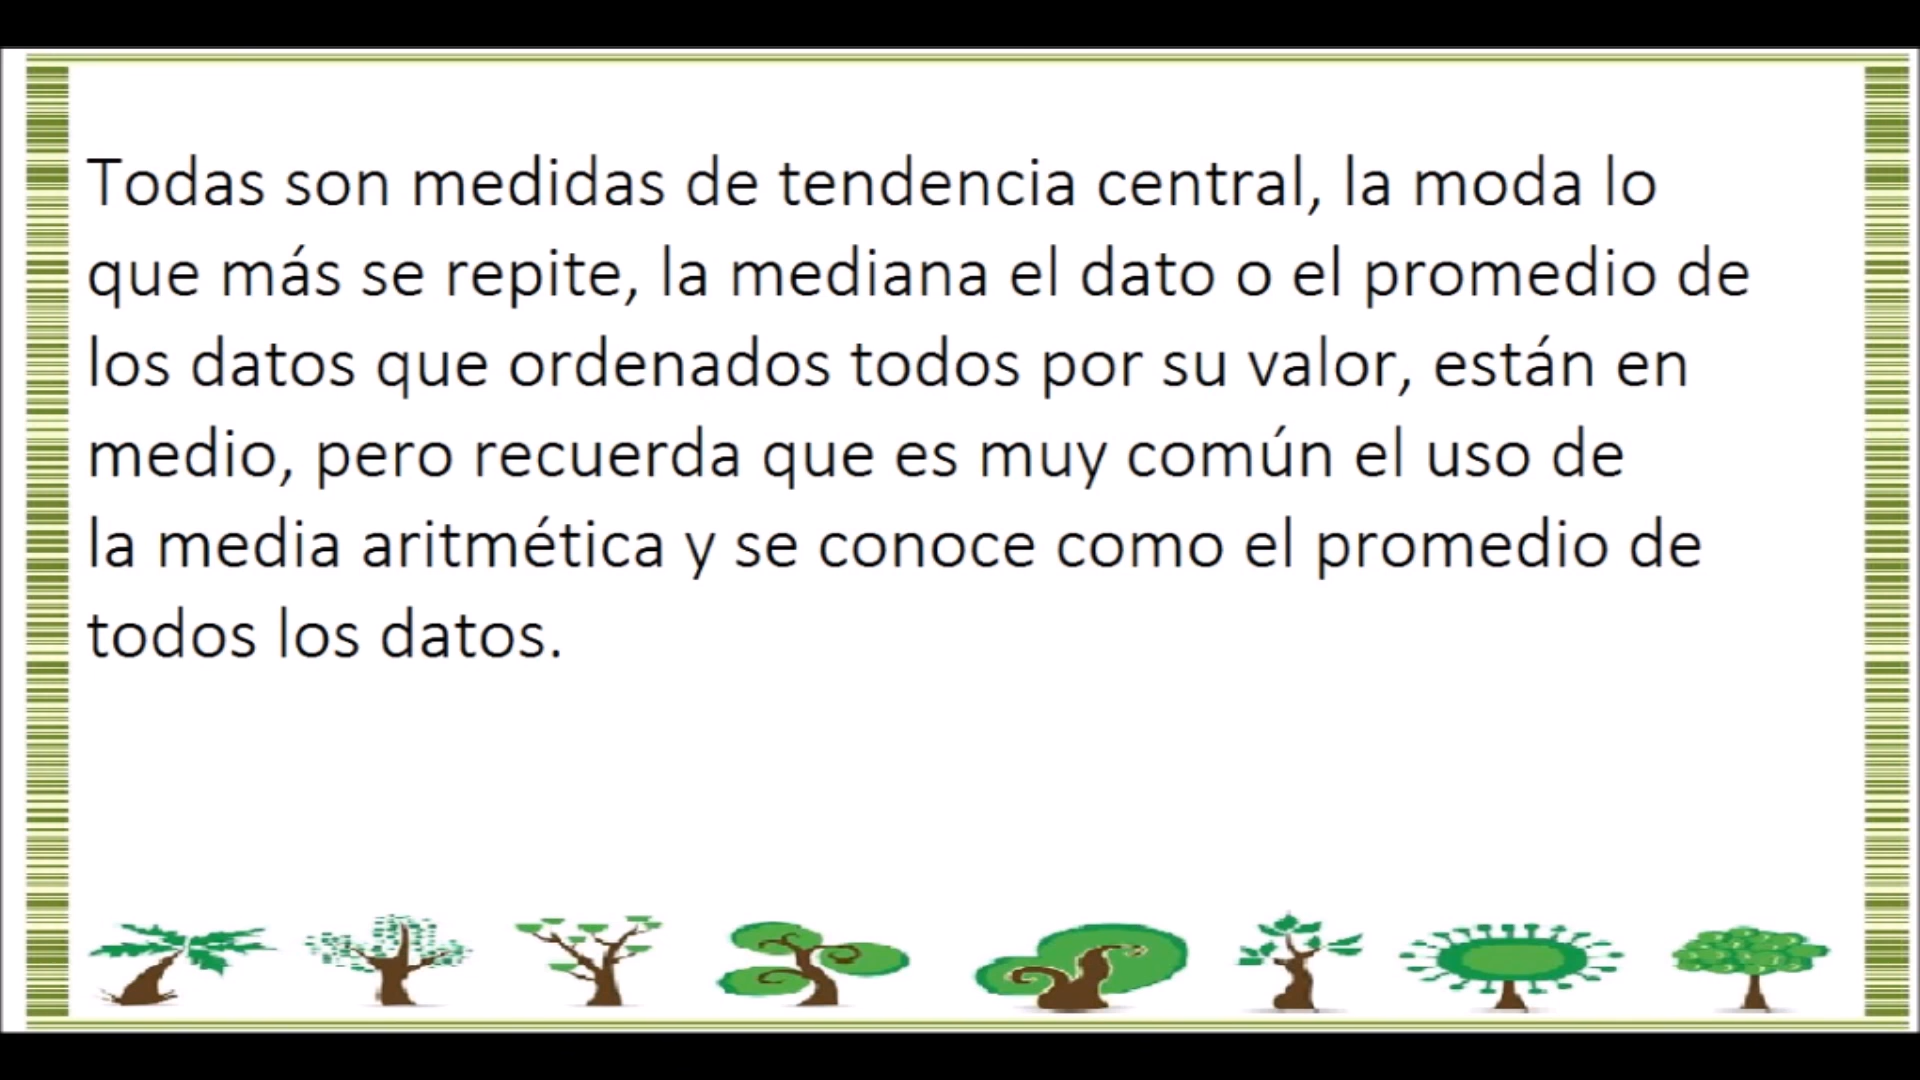 Todas son medidas de tendencia central, la moda lo
que más se repite, la mediana el dato o el promedio de
los datos que ordenados todos por su valor, están en
medio, pero recuerda que es muy común el uso de
la media aritmética y se conoce como el promedio de
todos los datos.